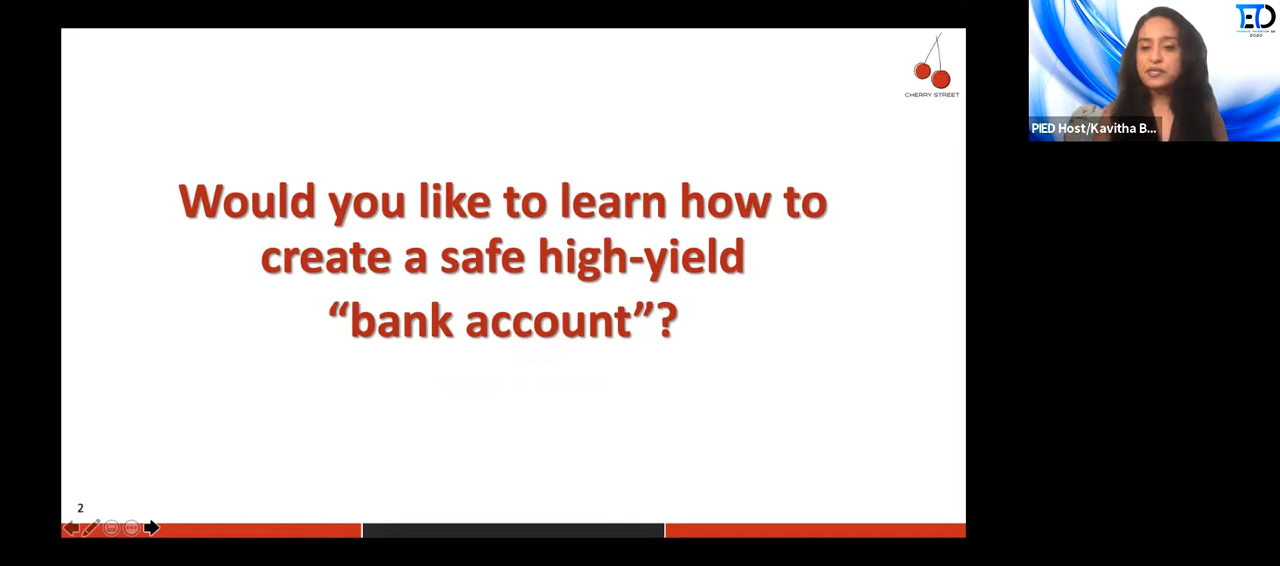 CHERRY STREET
Would you like to learn how to
create a safe high-yield
“bank account”?
2
PIED Host/Kavitha B...
2020